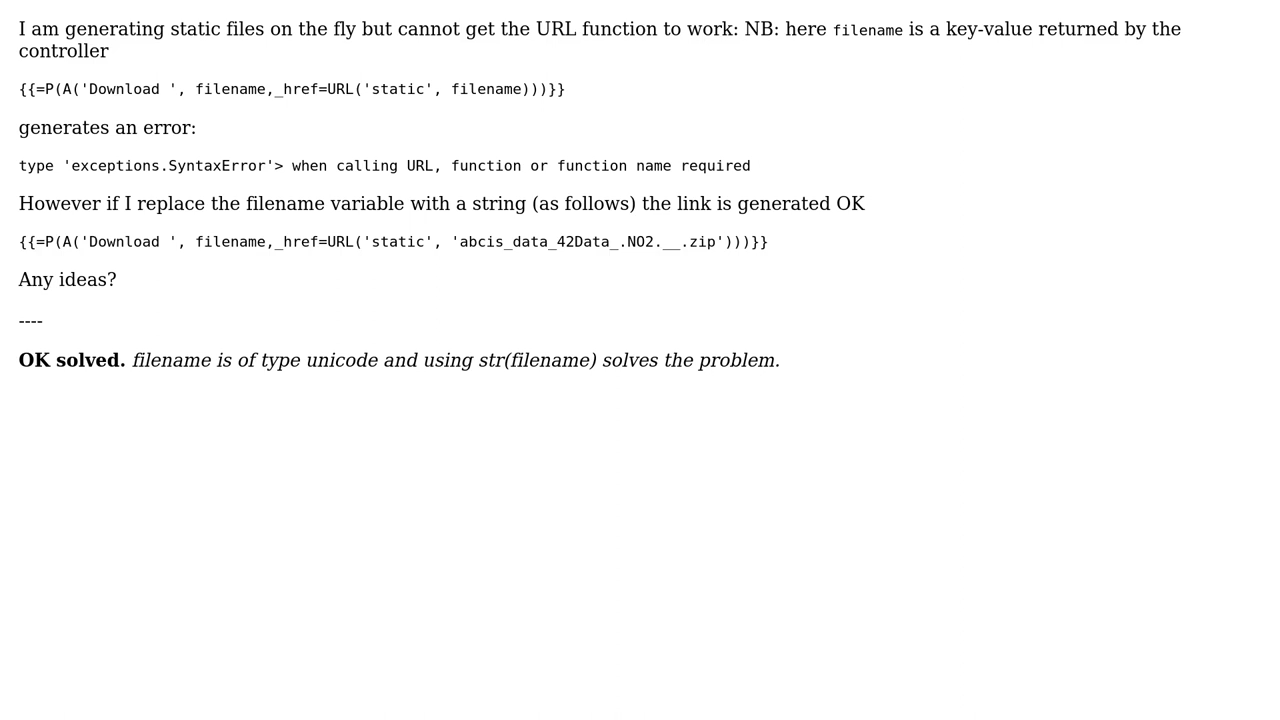 I am generating static files on the fly but cannot get the URL function to work: NB: here filename is a key-value returned by the
controller
{{=P(A('Download ', filename,_href=URL('static', filename)))}}
generates an error:
type 'exceptions.SyntaxError'> when calling URL, function or function name required
However if I replace the filename variable with a string (as follows) the link is generated OK
{{=P(A('Download ', filename,_href=URL('static', 'abcis_data_42Data_.NO2.__.zip')))}}
Any ideas?
----
OK solved. filename is of type unicode and using str(filename) solves the problem.